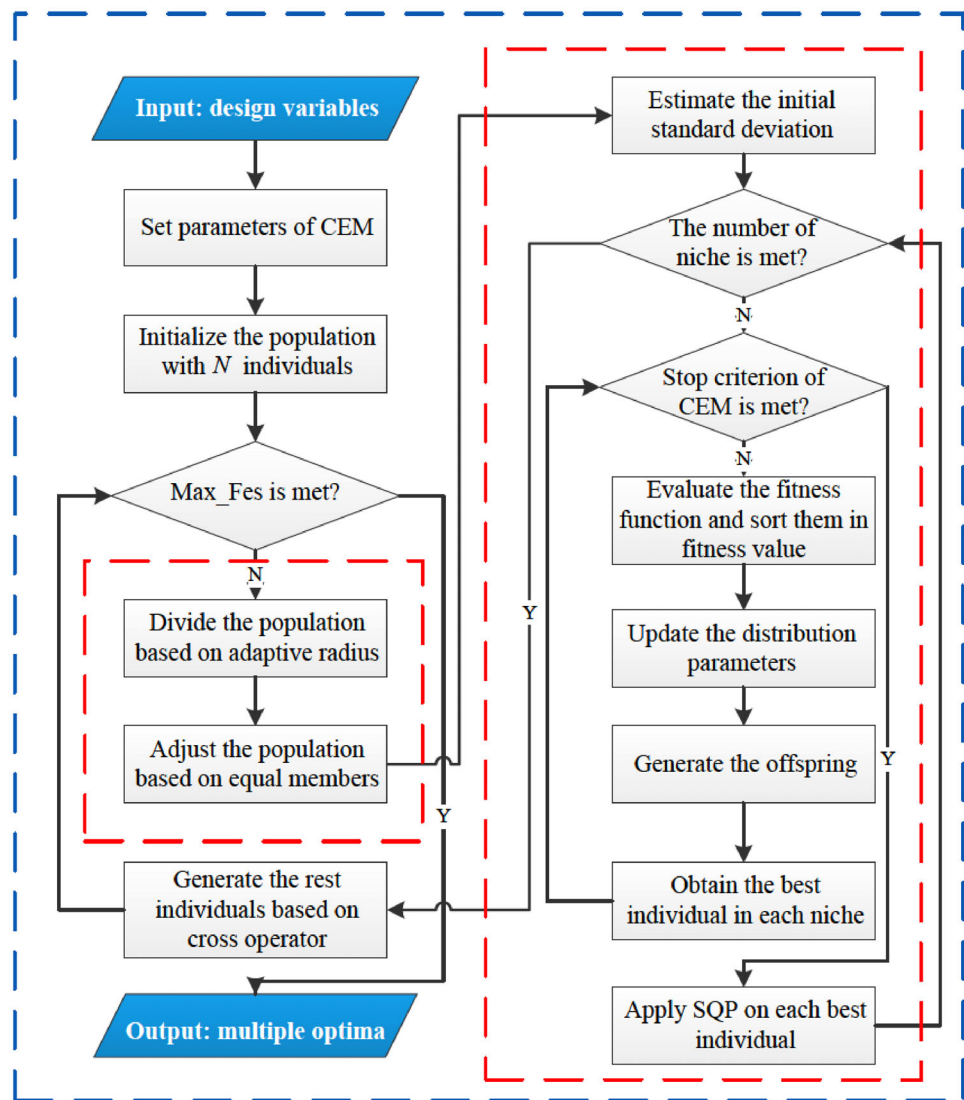 Input: design variables
Set parameters of CEM
Initialize the population
with N individuals
Max_Fes is met?
N
Divide the population
based on adaptive radius
Adjust the population
based on equal members
Y
Generate the rest
individuals based on
cross operator
Output: multiple optima
Estimate the initial
standard deviation
The number of
niche is met?
N
Y
Stop criterion of
CEM is met?
N
Evaluate the fitness
function and sort them in
fitness value
Update the distribution
parameters
Generate the offspring
Y
Obtain the best
individual in each niche
Apply SQP on each best
individual